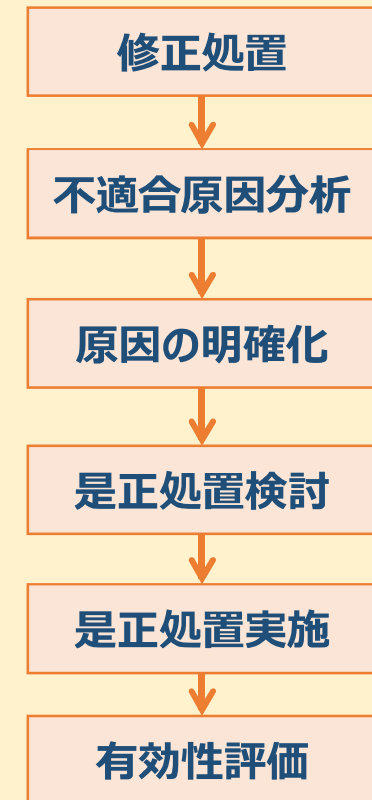 修正処置
不適合原因分析
原因の明確化
是正処置検討
是正処置実施
有効性評価